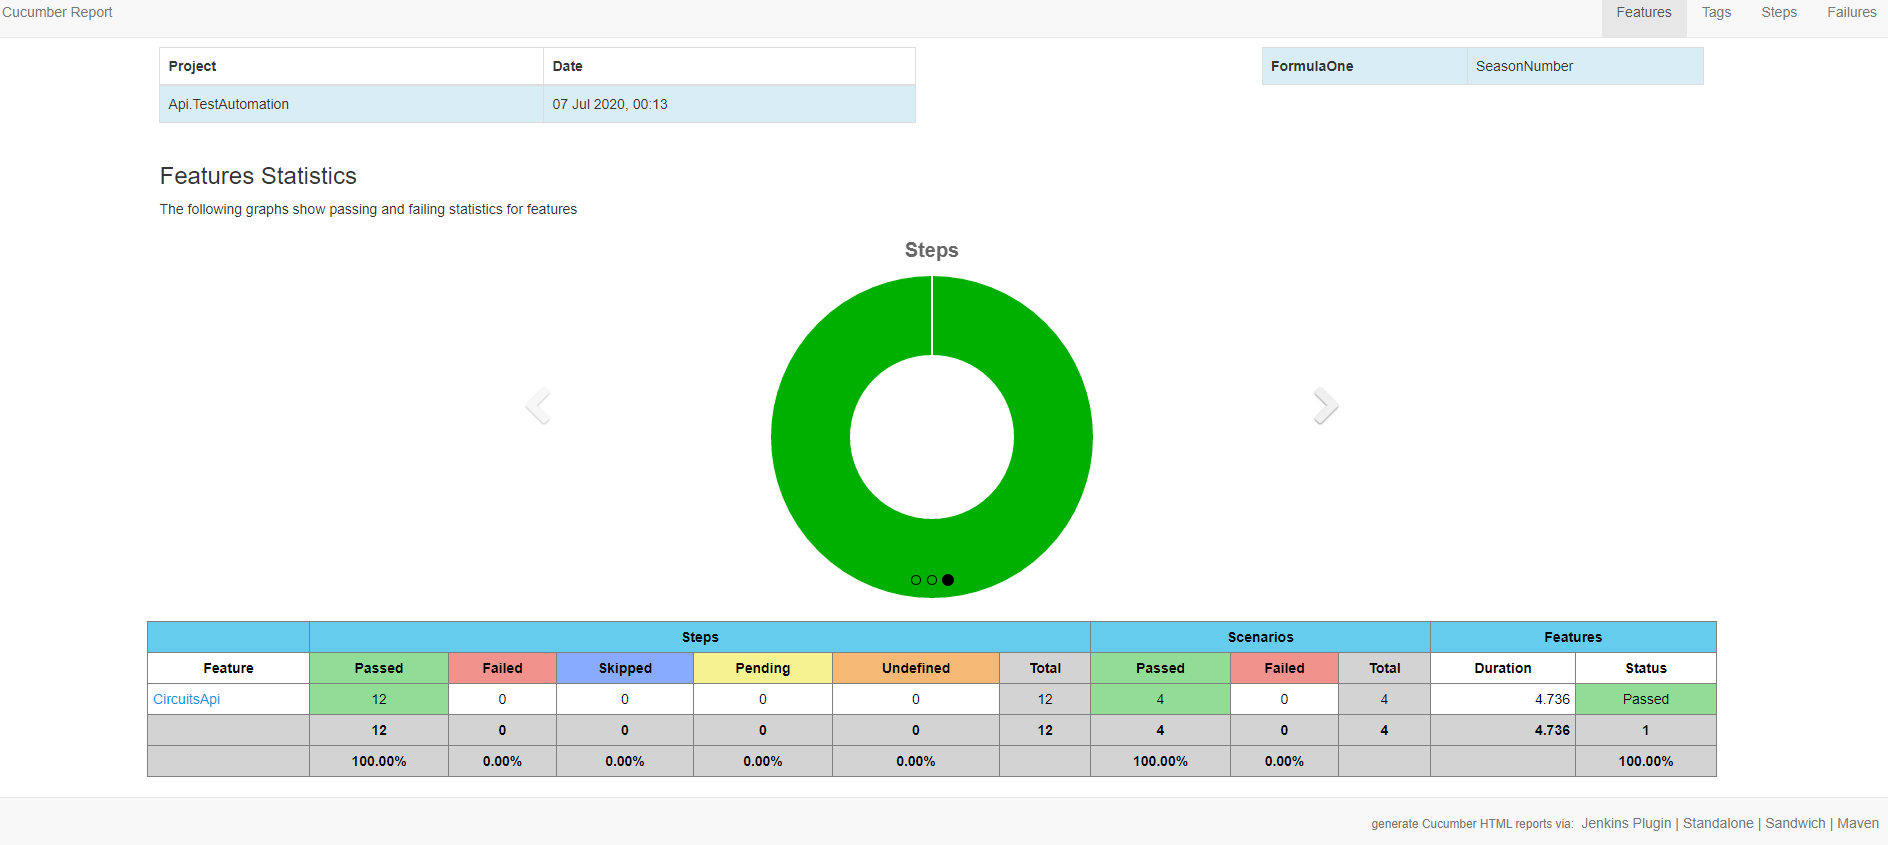 Cucumber Report Features Tags Steps Failures
Project Date FormulaOne SeasonNumber
Api.TestAutomation 07 Jul 2020, 00:13
Features Statistics
The following graphs show passing and failing statistics for features
Steps
Steps Scenarios Features
Feature Passed Failed Skipped Pending Undefined Total Passed Failed Total Duration Status
CircuitsApi 12 0 0 0 0 12 4 0 4 4.736 Passed
12 0 0 0 0 12 4 0 4 4.736 1
100.00% 0.00% 0.00% 0.00% 0.00% 100.00% 0.00% 100.00%
generate Cucumber HTML reports via: Jenkins Plugin | Standalone | Sandwich | Maven